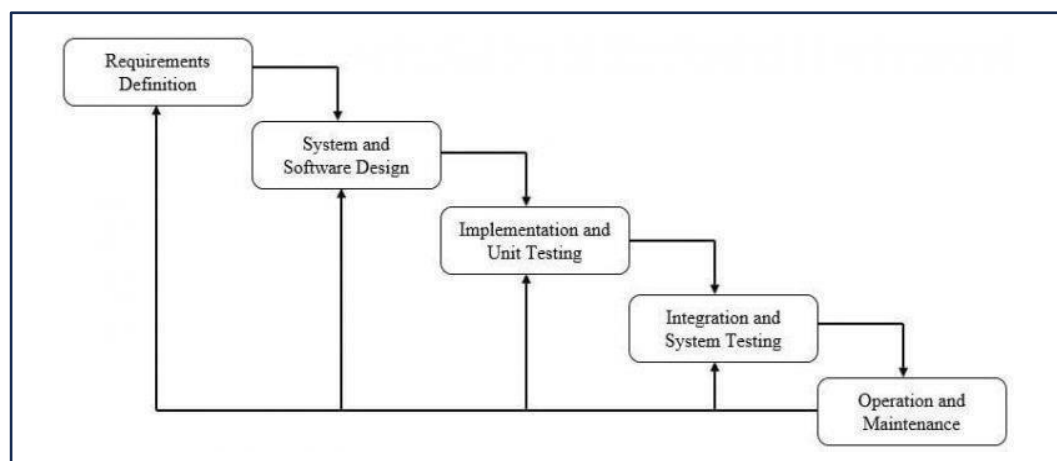 Requirements
Definition
System and
Software Design
Implementation and
Unit Testing
Integration and
System Testing
Operation and
Maintenance